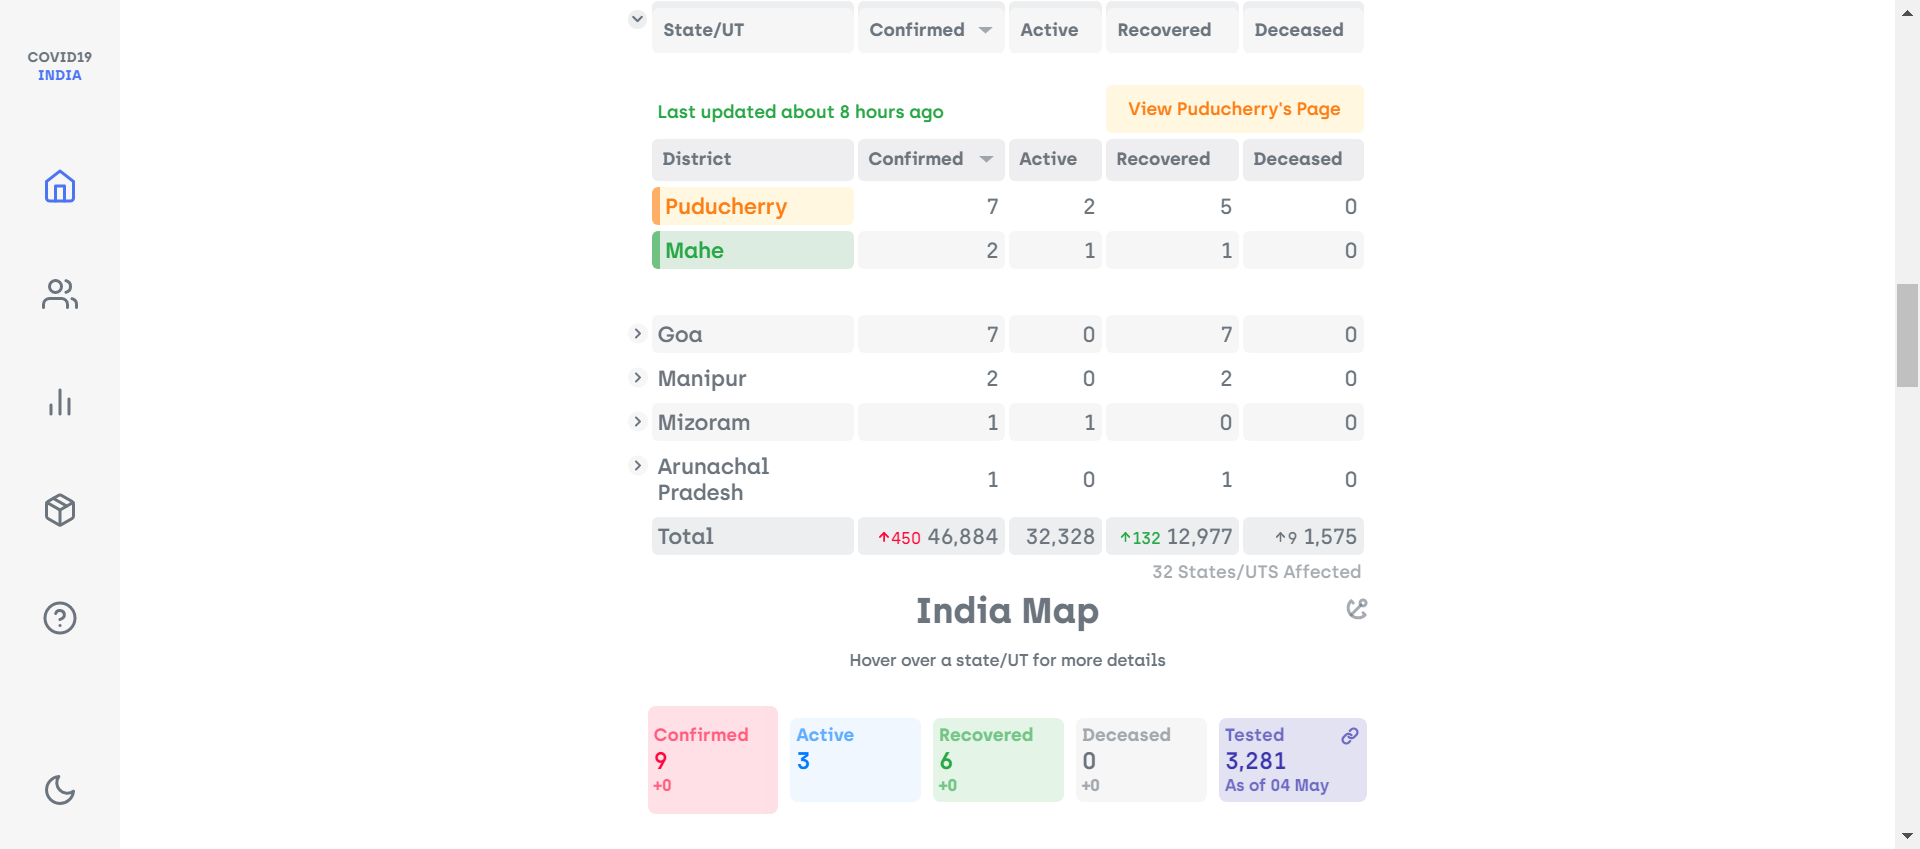 COVID19
INDIA
State/UT Confirmed Active Recovered Deceased
Last updated about 8 hours ago View Puducherry's Page
District Confirmed Active Recovered Deceased
Puducherry 7 2 5 0
Mahe 2 1 1 0
Goa 7 0 7 0
Manipur 2 0 2 0
Mizoram 1 1 0 0
Arunachal
Pradesh 1 0 1 0
Total ↑450 46,884 32,328 ↑132 12,977 ↑9 1,575
32 States/UTS Affected
India Map
Hover over a state/UT for more details
Confirmed Active Recovered Deceased Tested
9 3 6 0 3,281
+0 +0 +0 As of 04 May